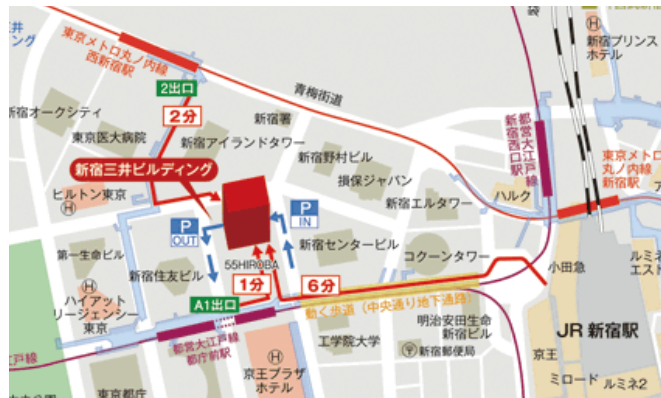 東京メトロ丸ノ内線
西新宿駅
2出口
2分
青梅街道
新宿プリンス
ホテル
新宿オークシティ
東京医大病院
新宿署
新宿アイランドタワー
新宿野村ビル
都営大江戸線
新宿西口駅
新宿三井ビルディング
損保ジャパン
東京メトロ
丸ノ内線
新宿駅
ヒルトン東京
H
P
OUT
P
IN
新宿エルタワー
ハルク
第一生命ビル
新宿住友ビル
55HIROBA
新宿センタービル
コクーンタワー
小田急
ルミネ
エスト
1分
6分
A1出口
動く歩道(中央通り地下通路)
ハイアット
リージェンシー
東京
都営大江戸線
都庁前駅
工学院大学
明治安田生命
新宿ビル
新宿郵便局
JR 新宿駅
京王
京王プラザ
ホテル
東京都庁
ミロード
ルミネ2